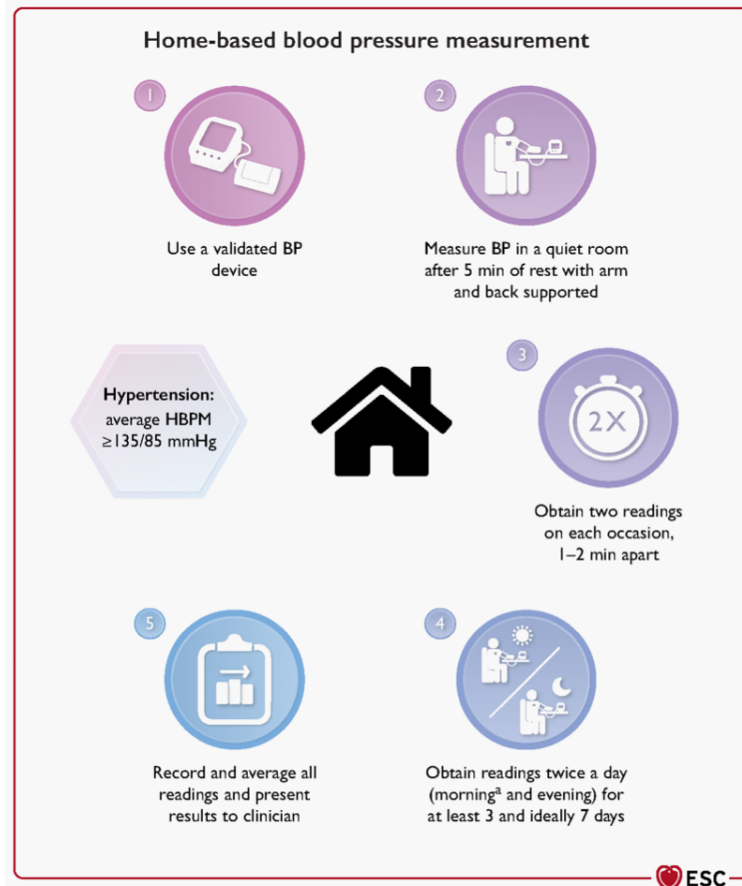 Home-based blood pressure measurement
1
Use a validated BP
device
2
Measure BP in a quiet room
after 5 min of rest with arm
and back supported
Hypertension:
average HBPM
≥135/85 mmHg
3
2X
Obtain two readings
on each occasion,
1–2 min apart
4
Obtain readings twice a day
(morningᵃ and evening) for
at least 3 and ideally 7 days
5
Record and average all
readings and present
results to clinician
ESC